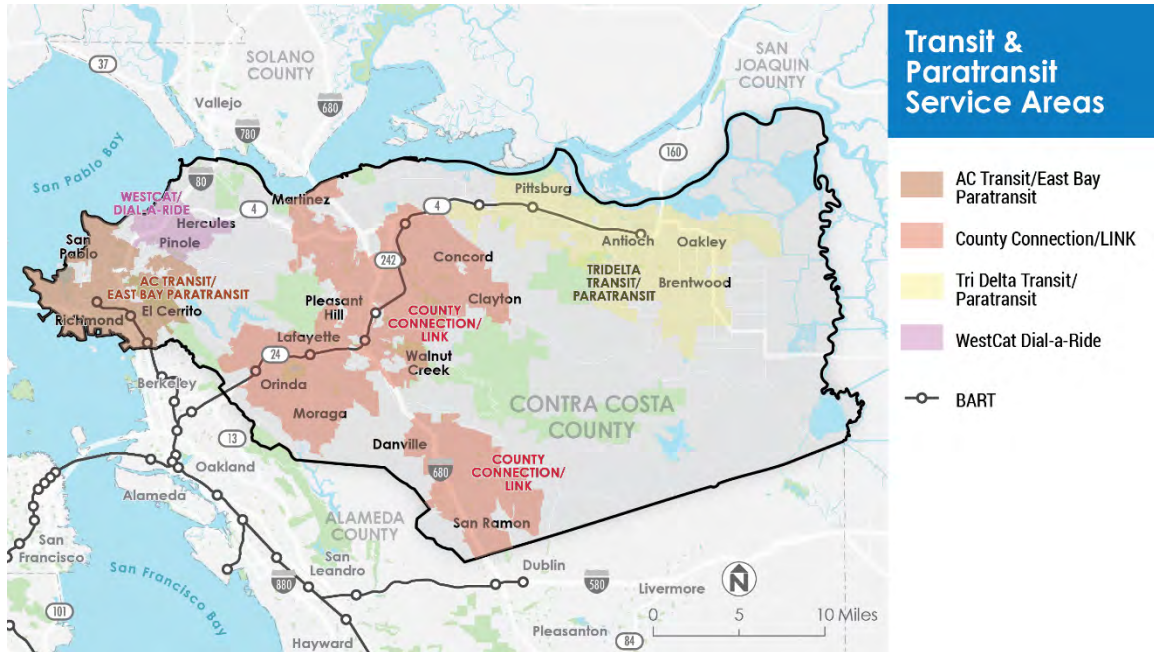 Transit &
Paratransit
Service Areas
AC Transit/East Bay
Paratransit
County Connection/LINK
Tri Delta Transit/
Paratransit
WestCat Dial-a-Ride
BART
37
SOLANO
COUNTY
SAN
JOAQUIN
COUNTY
Vallejo
680
780
160
San Pablo Bay
80
WESTCAT/
DIAL-A-RIDE
Martinez
4
Hercules
Pinole
4
Pittsburg
San
Pablo
AC TRANSIT/
EAST BAY PARATRANSIT
242
Concord
Antioch
Oakley
TRIDELTA
TRANSIT/
PARATRANSIT
Brentwood
Richmond
El Cerrito
Pleasant
Hill
Clayton
COUNTY
CONNECTION/
LINK
Lafayette
24
Walnut
Creek
Berkeley
Orinda
Moraga
CONTRA COSTA
COUNTY
13
Danville
Oakland
680
COUNTY
CONNECTION/
LINK
Alameda
ALAMEDA
COUNTY
San Ramon
San
Francisco
San
Leandro
Dublin
San Francisco Bay
880
580
Livermore
N
101
0
5
10 Miles
Hayward
Pleasanton
84